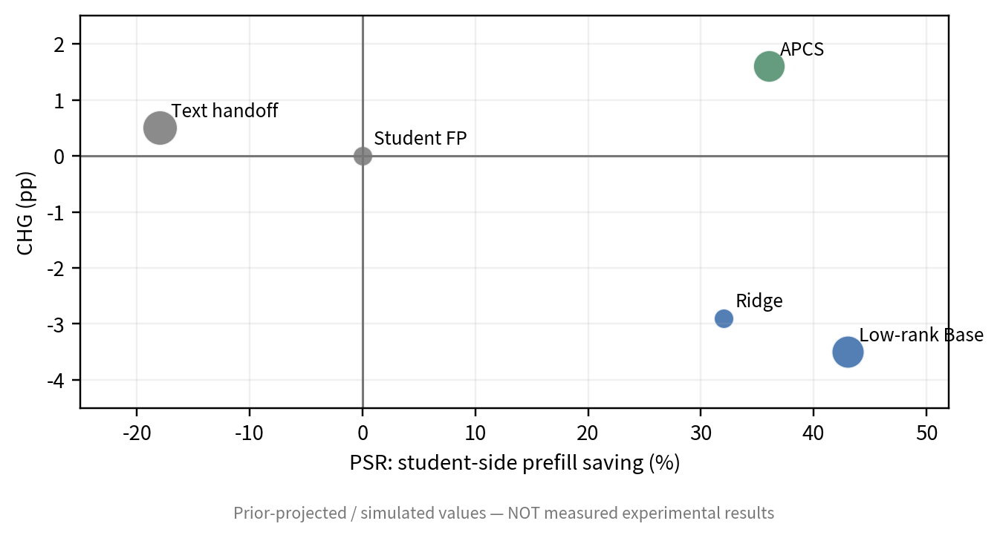 APCS
Text handoff
Student FP
Ridge
Low-rank Base
2
1
0
-1
-2
-3
-4
CHG (pp)
-20
-10
0
10
20
30
40
50
PSR: student-side prefill saving (%)
Prior-projected / simulated values — NOT measured experimental results